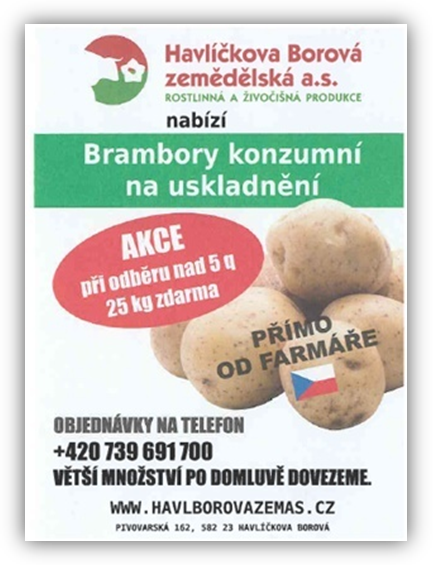 Havlíčkova Borová
zemědělská a.s.
ROSTLINNÁ A ŽIVOČIŠNÁ PRODUKCE
nabízí
Brambory konzumní
na uskladnění
AKCE
při odběru nad 5 q
25 kg zdarma
PŘÍMO
OD FARMÁŘE
OBJEDNÁVKY NA TELEFON
+420 739 691 700
VĚTŠÍ MNOŽSTVÍ PO DOMLUVĚ DOVEZEME.
WWW.HAVLBOROVAZEMAS.CZ
PIVOVARSKÁ 162, 582 23 HAVLÍČKOVA BOROVÁ